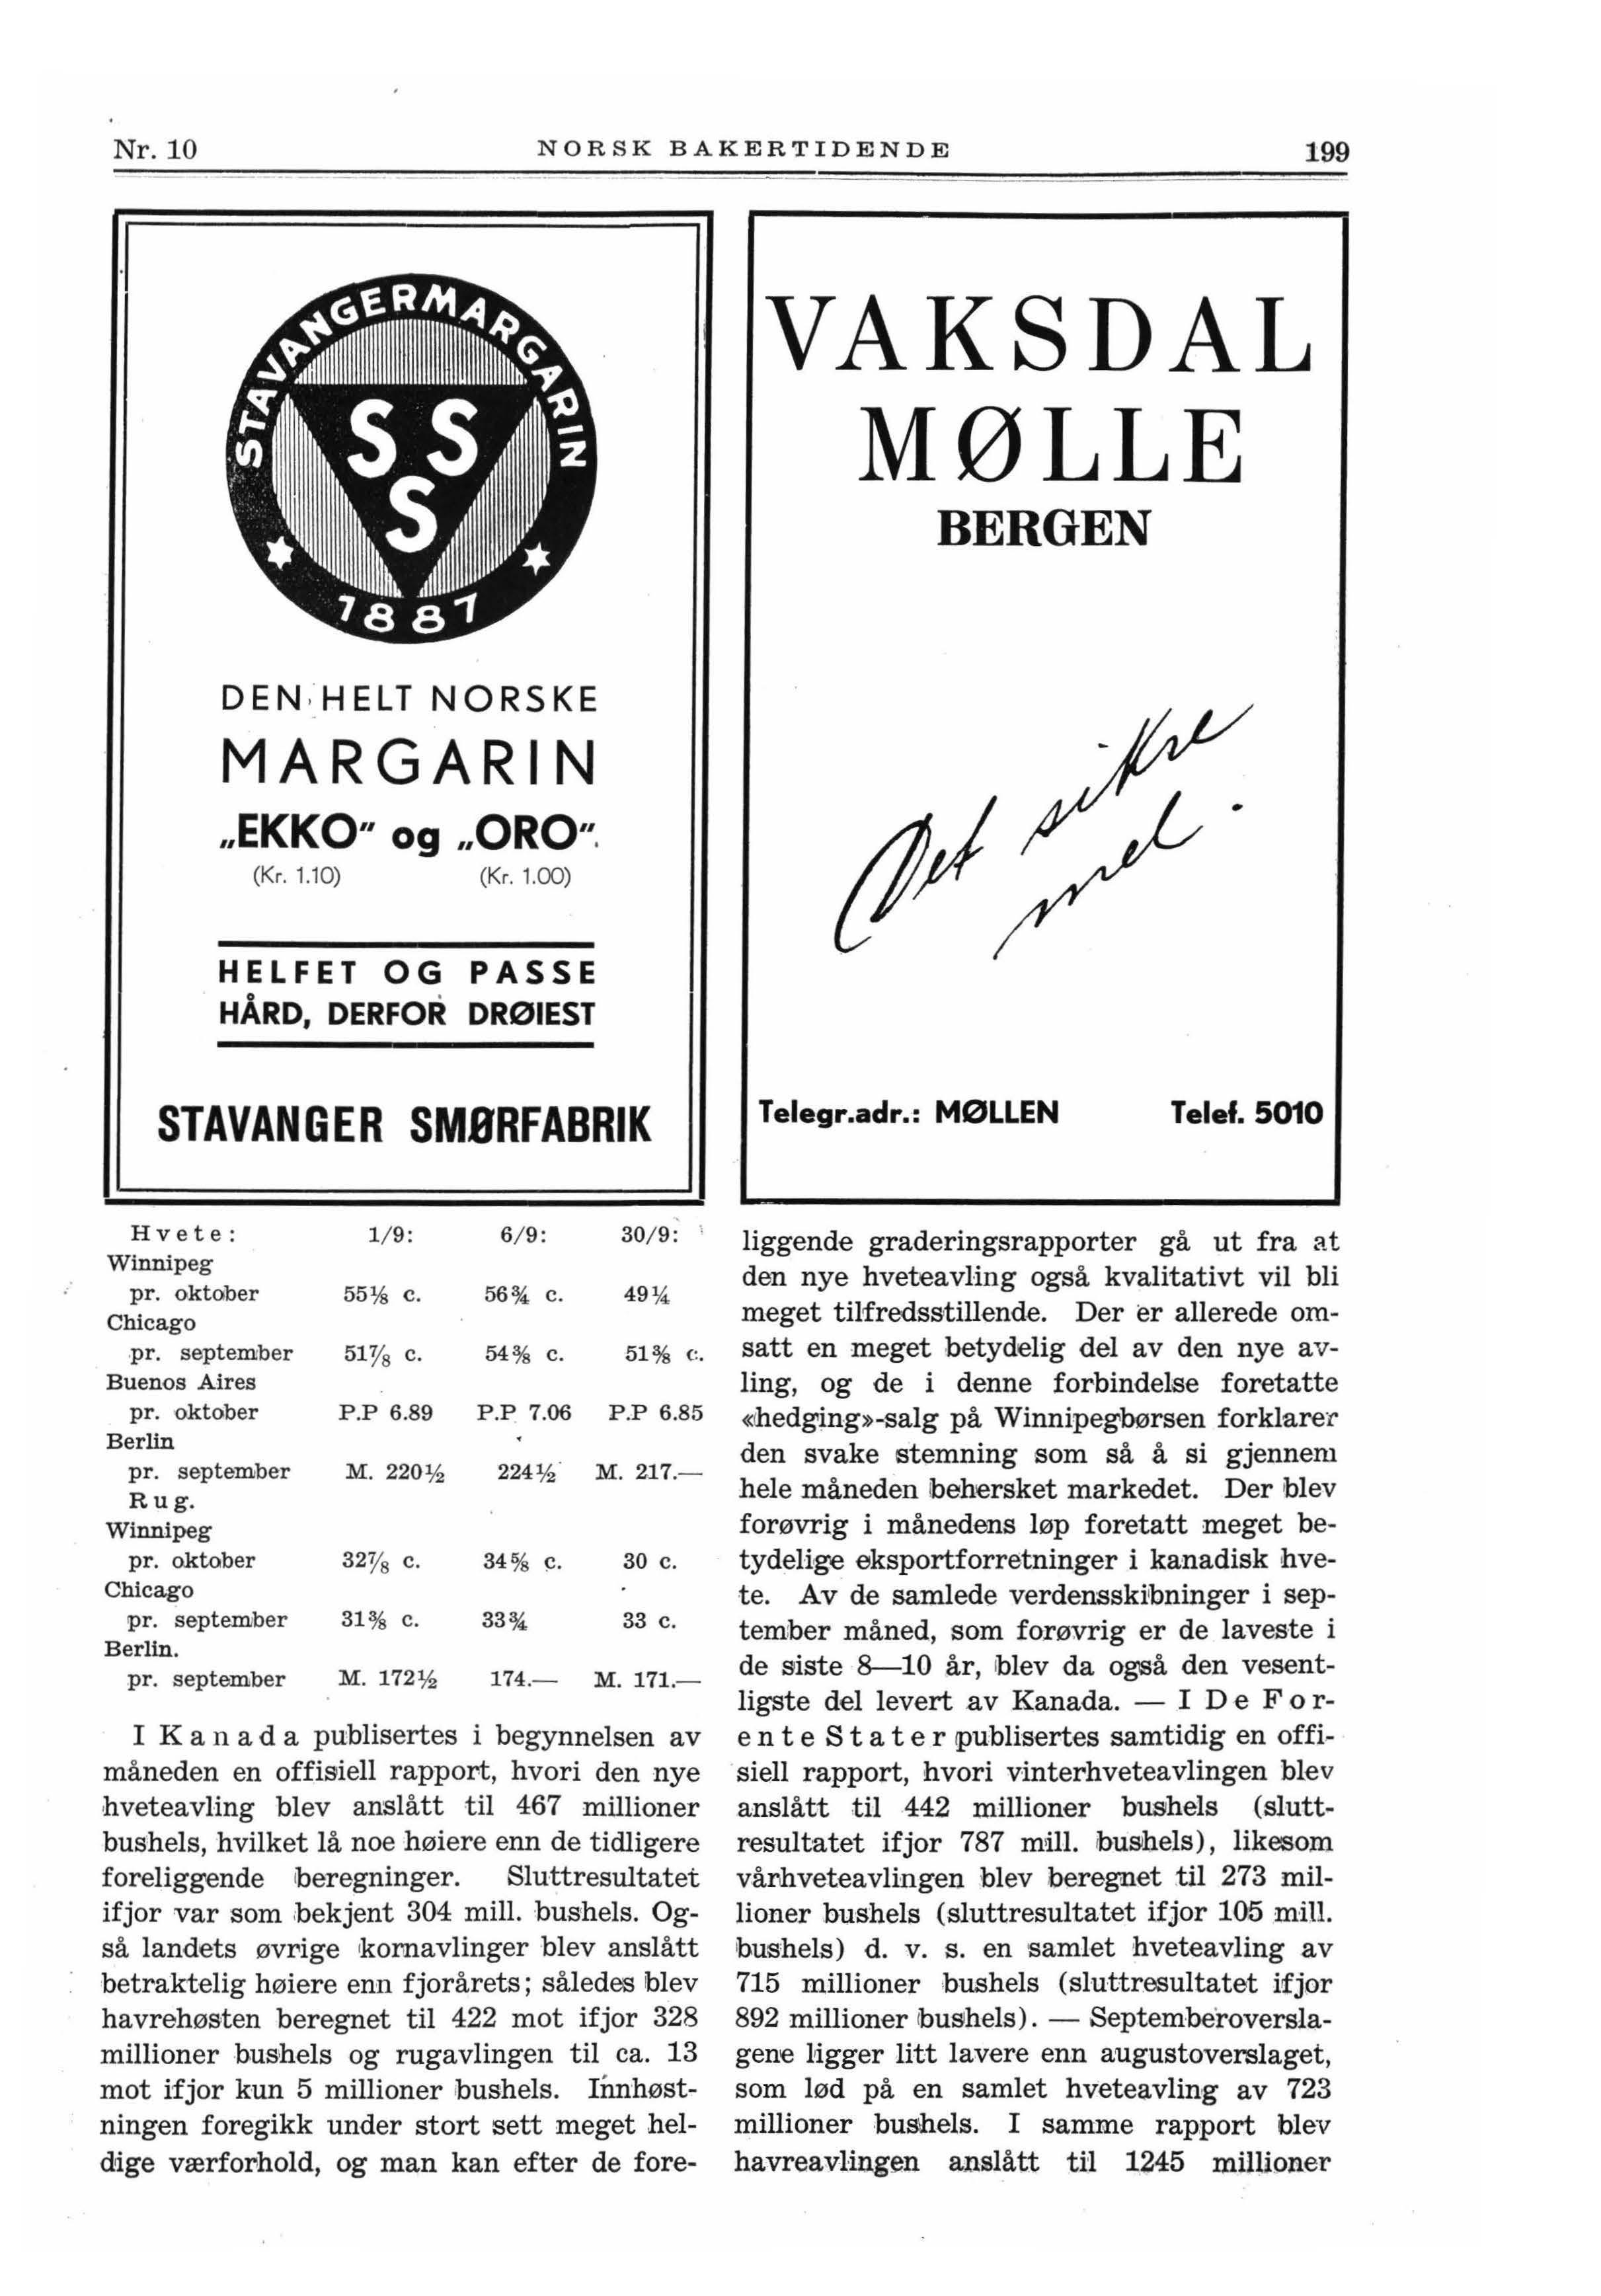 Nr. 10
NORSK BAKERTIDENDE
199
STAVANGERMARGARIN
S S
S
1887
DEN HELT NORSKE
MARGARIN
„EKKO" og „ORO".
(Kr. 1.10) (Kr. 1.00)
HELFET OG PASSE
HÅRD, DERFOR DRØIEST
STAVANGER SMØRFABRIK
VAKSDAL
MØLLE
BERGEN
Det sikre
mel.
Telegr.adr.: MØLLEN Telef. 5010
Hvete: 1/9: 6/9: 30/9:
Winnipeg
pr. oktober 55⅛ c. 56¾ c. 49¼
Chicago
pr. september 51⅞ c. 54⅜ c. 51⅜ c.
Buenos Aires
pr. oktober P.P 6.89 P.P 7.06 P.P 6.85
Berlin
pr. september M. 220½ 224½ M. 217.—
Rug.
Winnipeg
pr. oktober 32⅞ c. 34⅝ c. 30 c.
Chicago
pr. september 31⅜ c. 33¾ 33 c.
Berlin.
pr. september M. 172½ 174.— M. 171.—
I Kanada publisertes i begynnelsen av
måneden en offisiell rapport, hvori den nye
hveteavling blev anslått til 467 millioner
bushels, hvilket lå noe høiere enn de tidligere
foreliggende beregninger. Sluttresultatet
ifjor var som bekjent 304 mill. bushels. Og-
så landets øvrige kornavlinger blev anslått
betraktelig høiere enn fjorårets; således blev
havrehøsten beregnet til 422 mot ifjor 328
millioner bushels og rugavlingen til ca. 13
mot ifjor kun 5 millioner bushels. Innhøst-
ningen foregikk under stort sett meget hel-
dige værforhold, og man kan efter de fore-
liggende graderingsrapporter gå ut fra at
den nye hveteavling også kvalitativt vil bli
meget tilfredsstillende. Der er allerede om-
satt en meget betydelig del av den nye av-
ling, og de i denne forbindelse foretatte
«hedging»-salg på Winnipegbørsen forklarer
den svake stemning som så å si gjennem
hele måneden behersket markedet. Der blev
forøvrig i månedens løp foretatt meget be-
tydelige eksportforretninger i kanadisk hve-
te. Av de samlede verdensskibninger i sep-
tember måned, som forøvrig er de laveste i
de siste 8—10 år, blev da også den vesent-
ligste del levert av Kanada. — I De For-
ente Stater publisertes samtidig en offi-
siell rapport, hvori vinterhveteavlingen blev
anslått til 442 millioner bushels (slutt-
resultatet ifjor 787 mill. bushels), likesom
vårhveteavlingen blev beregnet til 273 mil-
lioner bushels (sluttresultatet ifjor 105 mill.
bushels) d. v. s. en samlet hveteavling av
715 millioner bushels (sluttresultatet ifjor
892 millioner bushels). — Septemberoversla-
gene ligger litt lavere enn augustoverslaget,
som lød på en samlet hveteavling av 723
millioner bushels. I samme rapport blev
havreavlingen anslått til 1245 millioner